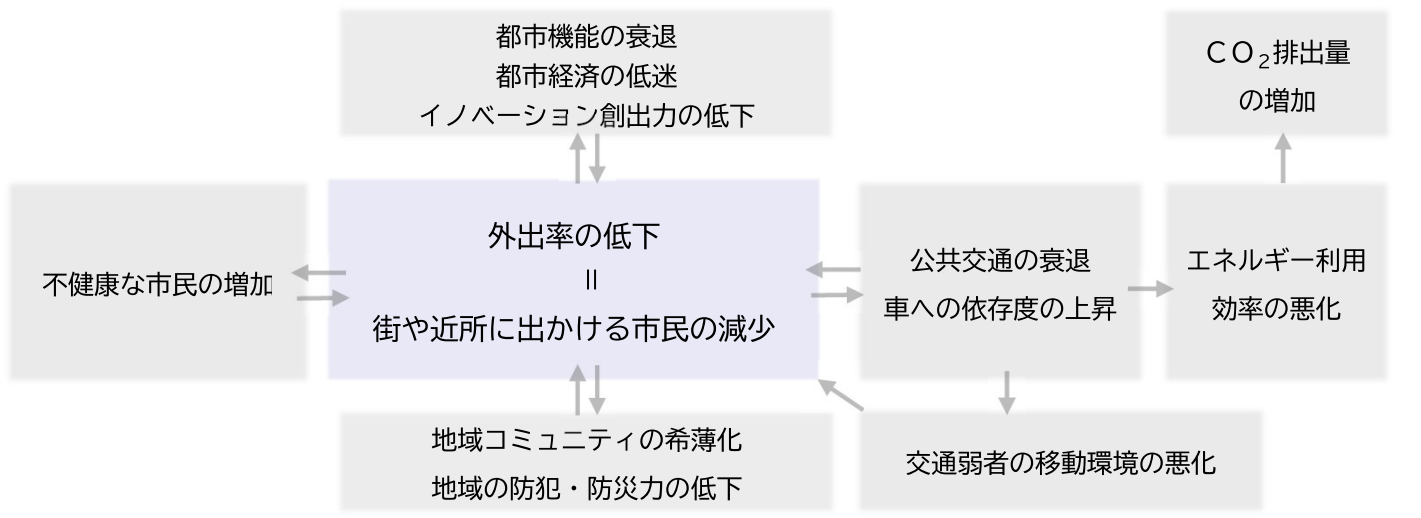 都市機能の衰退
都市経済の低迷
イノベーション創出力の低下
ＣＯ₂排出量
の増加
不健康な市民の増加
外出率の低下
＝
街や近所に出かける市民の減少
公共交通の衰退
車への依存度の上昇
エネルギー利用
効率の悪化
地域コミュニティの希薄化
地域の防犯・防災力の低下
交通弱者の移動環境の悪化